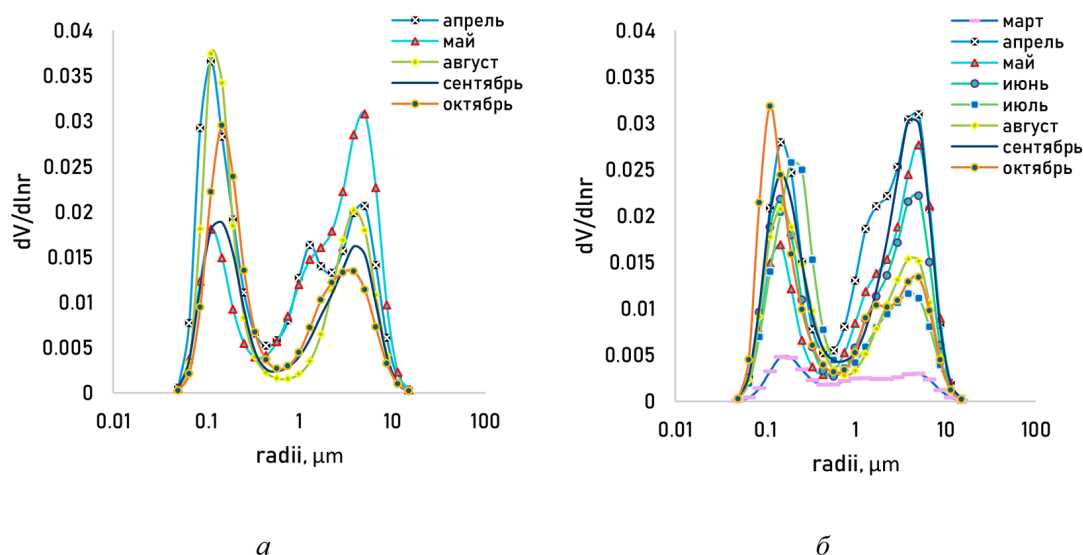 апрель
май
август
сентябрь
октябрь
0.04
0.035
0.03
0.025
0.02
0.015
0.01
0.005
0
dV/dlnr
0.01 0.1 1 10 100
radii, µm
а
март
апрель
май
июнь
июль
август
сентябрь
октябрь
0.04
0.035
0.03
0.025
0.02
0.015
0.01
0.005
0
dV/dlnr
0.01 0.1 1 10 100
radii, µm
б